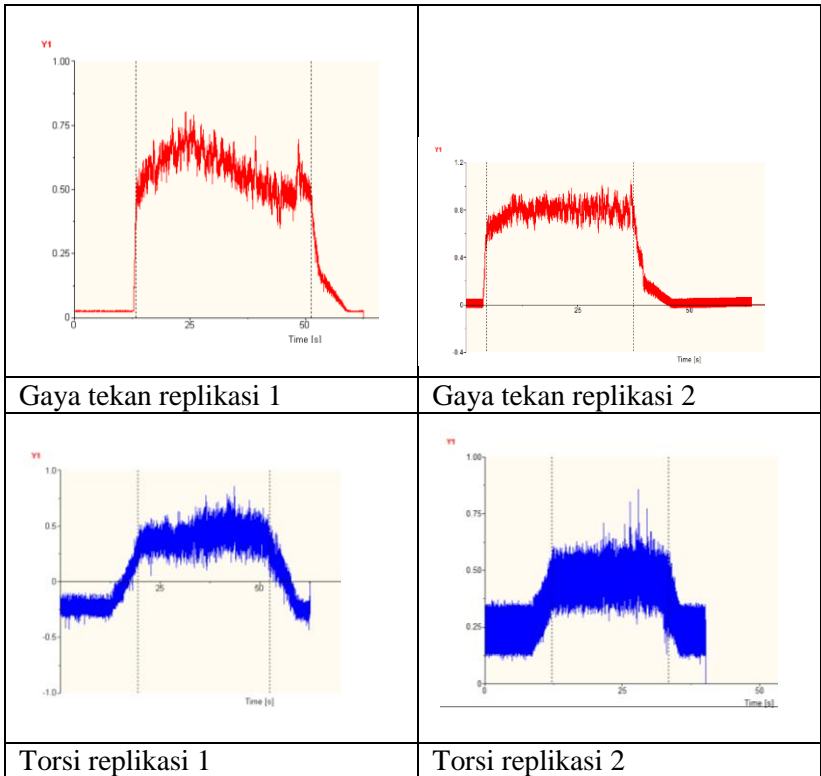 Y1
1.00
0.75
0.50
0.25
0
0
25
50
Time [s]
Y1
1.2
0.8
0.4
0
25
50
-0.4
Time [s]
Gaya tekan replikasi 1
Gaya tekan replikasi 2
Y1
1.0
0.5
0
25
50
-0.5
-1.0
Time [s]
Y1
1.00
0.75
0.50
0.25
0
0
25
50
Time [s]
Torsi replikasi 1
Torsi replikasi 2